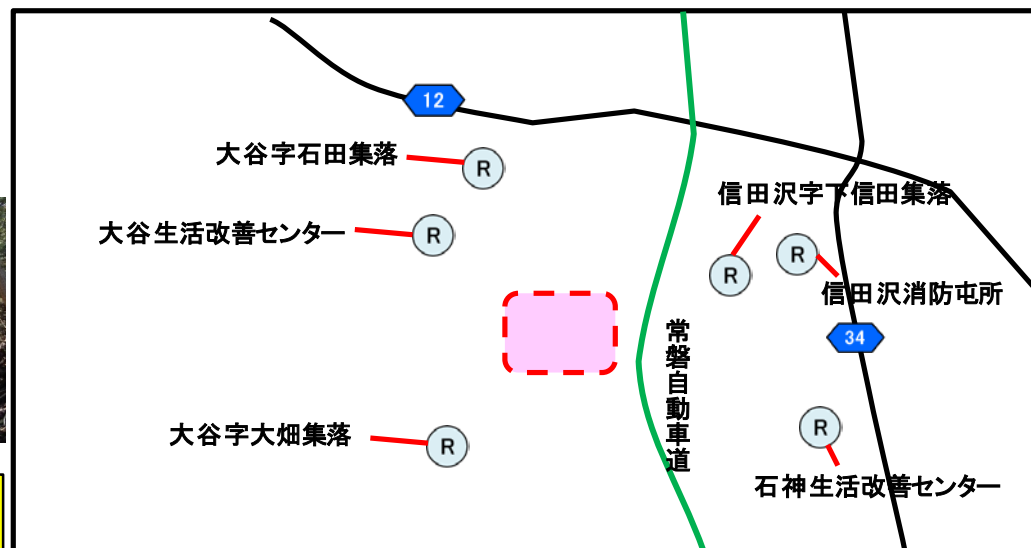 12
大谷字石田集落
R
信田沢字下信田集落
大谷生活改善センター
R
R
R
信田沢消防屯所
常磐自動車道
34
大谷字大畑集落
R
R
石神生活改善センター